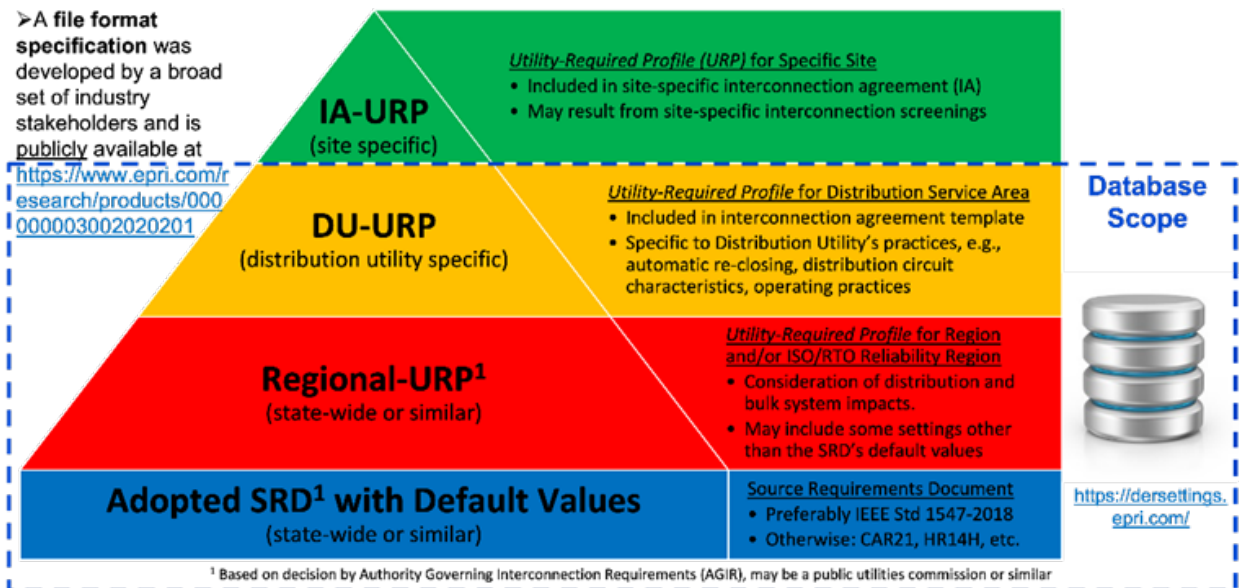 ➢A file format
specification was
developed by a broad
set of industry
stakeholders and is
publicly available at
https://www.epri.com/r
esearch/products/000
000003002020201
IA-URP
(site specific)
Utility-Required Profile (URP) for Specific Site
• Included in site-specific interconnection agreement (IA)
• May result from site-specific interconnection screenings
DU-URP
(distribution utility specific)
Utility-Required Profile for Distribution Service Area
• Included in interconnection agreement template
• Specific to Distribution Utility's practices, e.g.,
automatic re-closing, distribution circuit
characteristics, operating practices
Database
Scope
Regional-URP¹
(state-wide or similar)
Utility-Required Profile for Region
and/or ISO/RTO Reliability Region
• Consideration of distribution and
bulk system impacts.
• May include some settings other
than the SRD's default values
Adopted SRD¹ with Default Values
(state-wide or similar)
Source Requirements Document
• Preferably IEEE Std 1547-2018
• Otherwise: CAR21, HR14H, etc.
https://dersettings.
epri.com/
¹ Based on decision by Authority Governing Interconnection Requirements (AGIR), may be a public utilities commission or similar